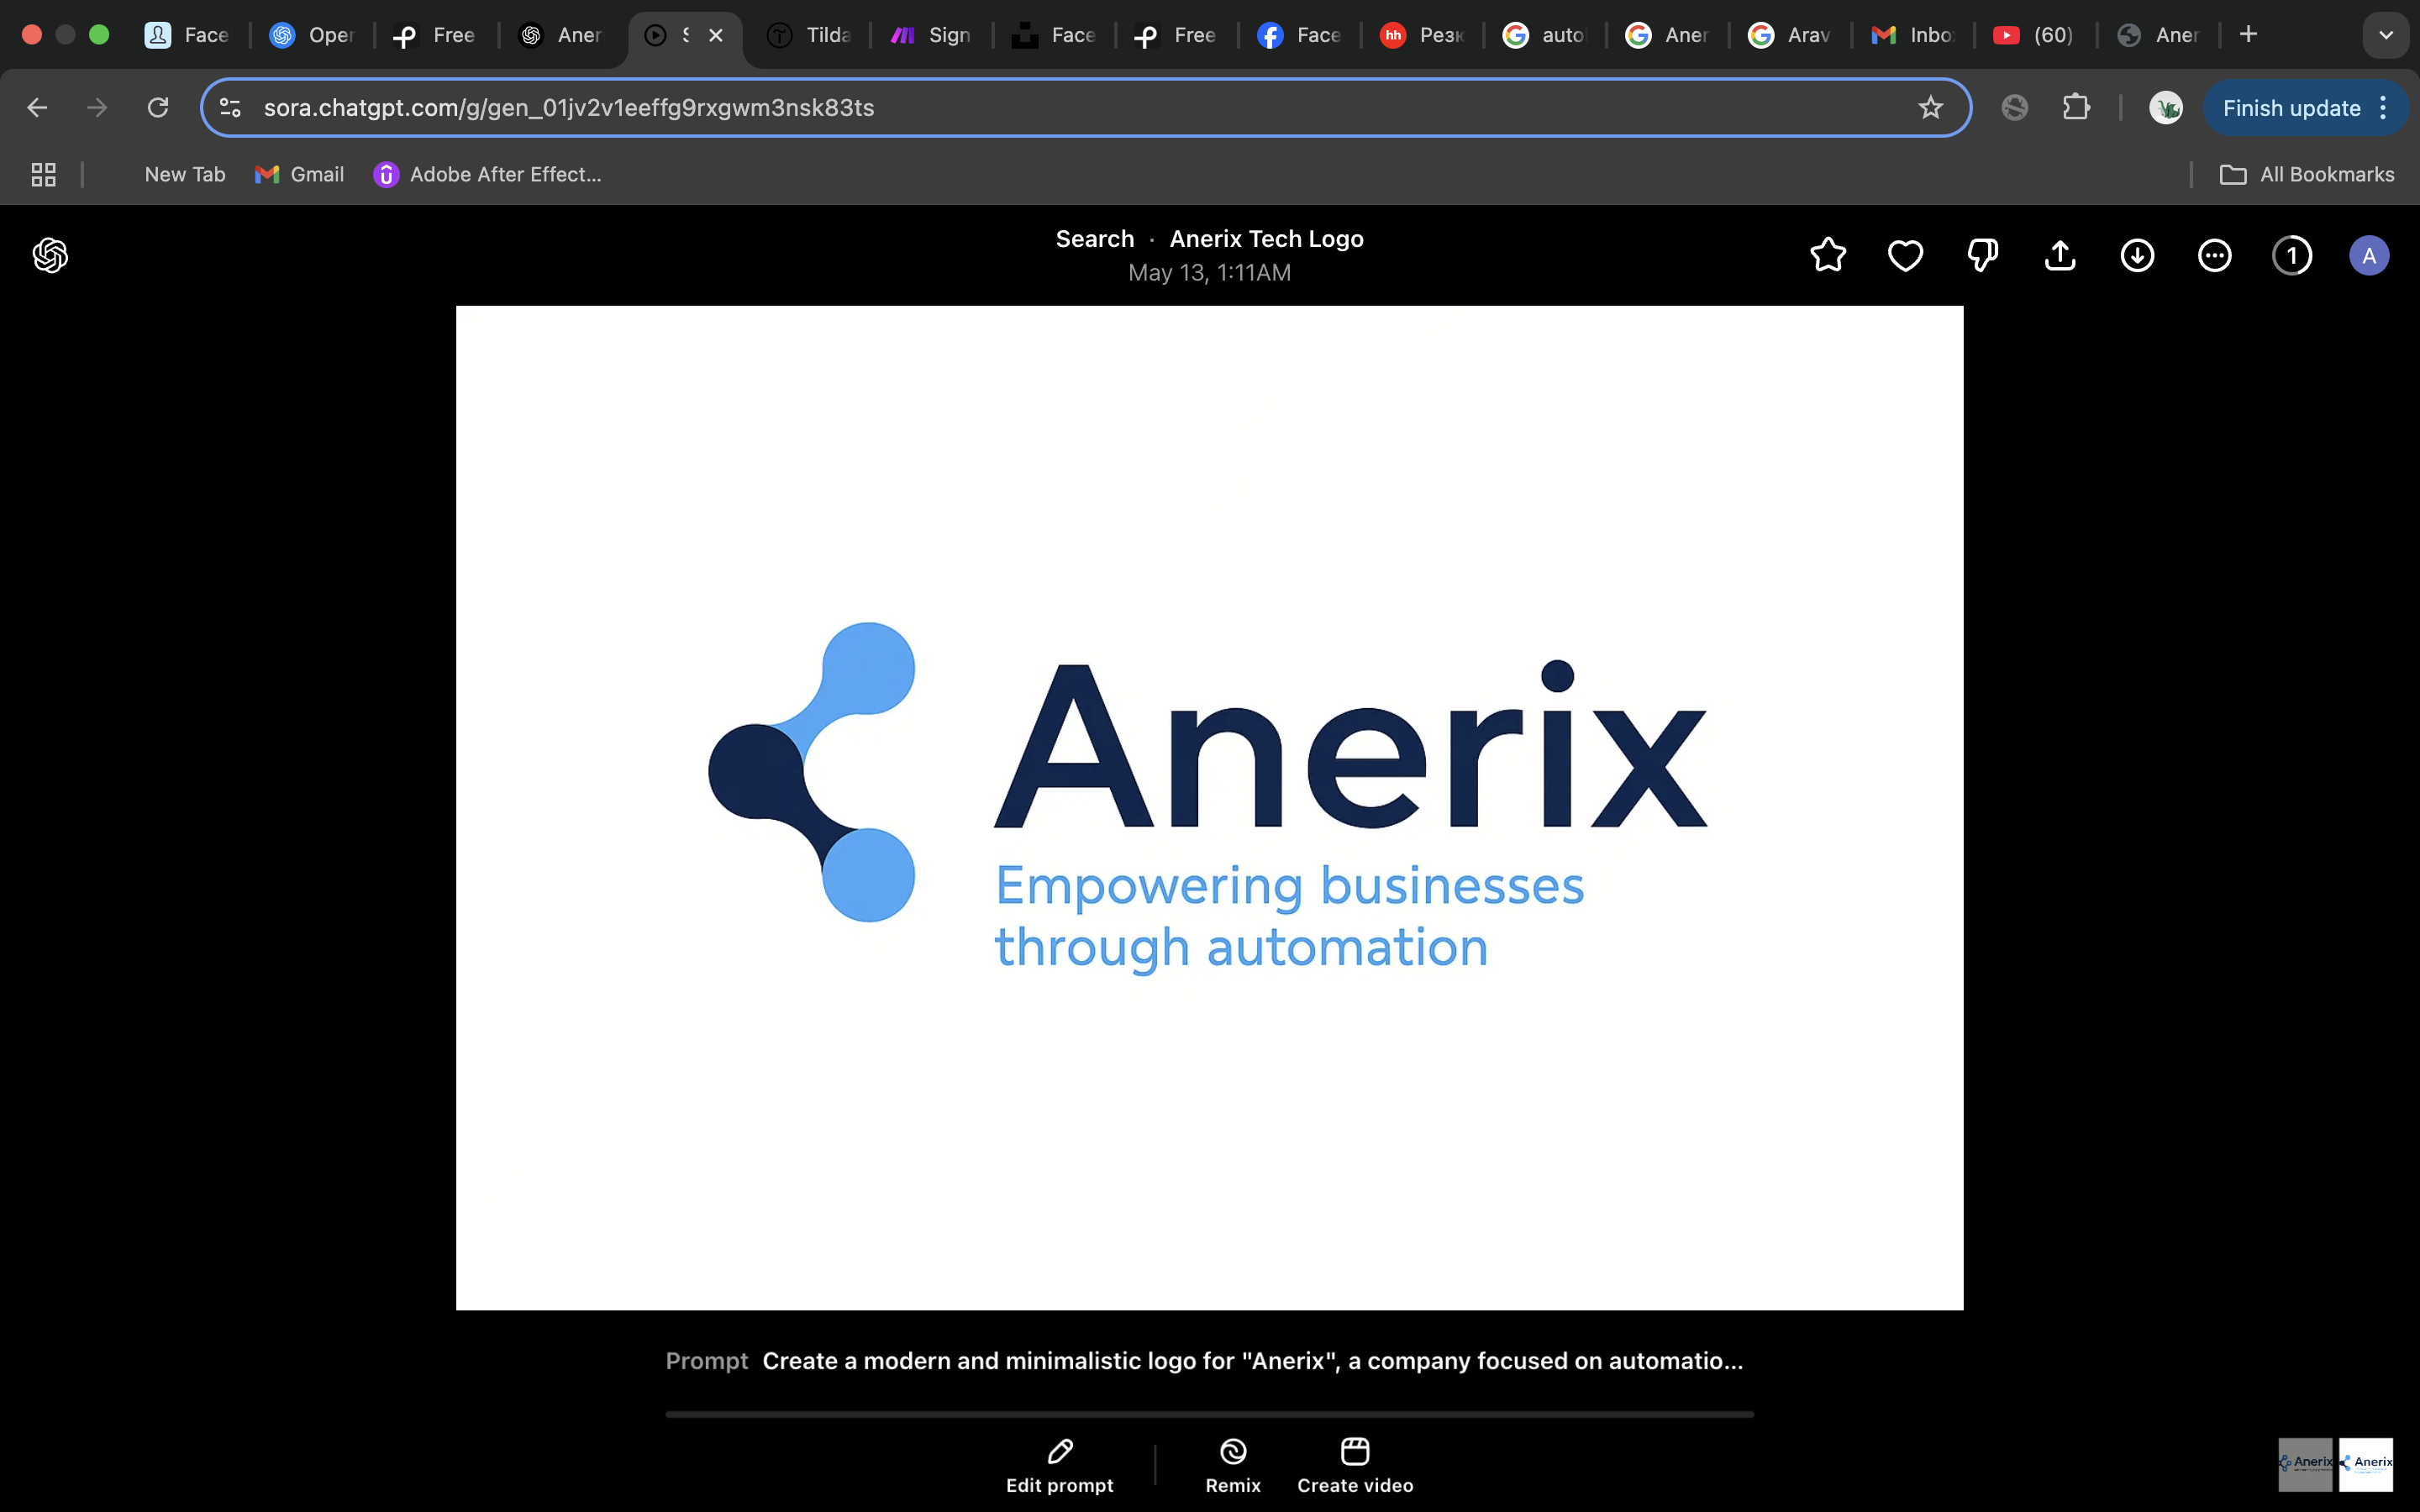 Face
Oper
Free
Aner
Tilda
Sign
Face
Free
Face
hh
Резю
auto
Aner
Arav
Inbo
(60)
Aner
sora.chatgpt.com/g/gen_01jv2v1eeffg9rxgwm3nsk83ts
Finish update
New Tab
Gmail
Adobe After Effect...
All Bookmarks
Search · Anerix Tech Logo
May 13, 1:11AM
1
A
Anerix
Empowering businesses
through automation
Prompt Create a modern and minimalistic logo for "Anerix", a company focused on automatio...
Edit prompt
Remix
Create video
Anerix
Anerix